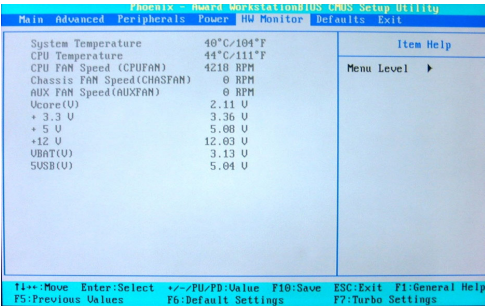 Phoenix - Award WorkstationBIOS CMOS Setup Utility
Main Advanced Peripherals Power HW Monitor Defaults Exit
Item Help
System Temperature 40°C/104°F
CPU Temperature 44°C/111°F
Menu Level ▶
CPU FAN Speed (CPUFAN) 4218 RPM
Chassis FAN Speed(CHASFAN) 0 RPM
AUX FAN Speed(AUXFAN) 0 RPM
Vcore(V) 2.11 V
+ 3.3 V 3.36 V
+ 5 V 5.08 V
+12 V 12.03 V
VBAT(V) 3.13 V
5VSB(V) 5.04 V
↑↓→←:Move Enter:Select +/-/PU/PD:Value F10:Save ESC:Exit F1:General Help
F5:Previous Values F6:Default Settings F7:Turbo Settings